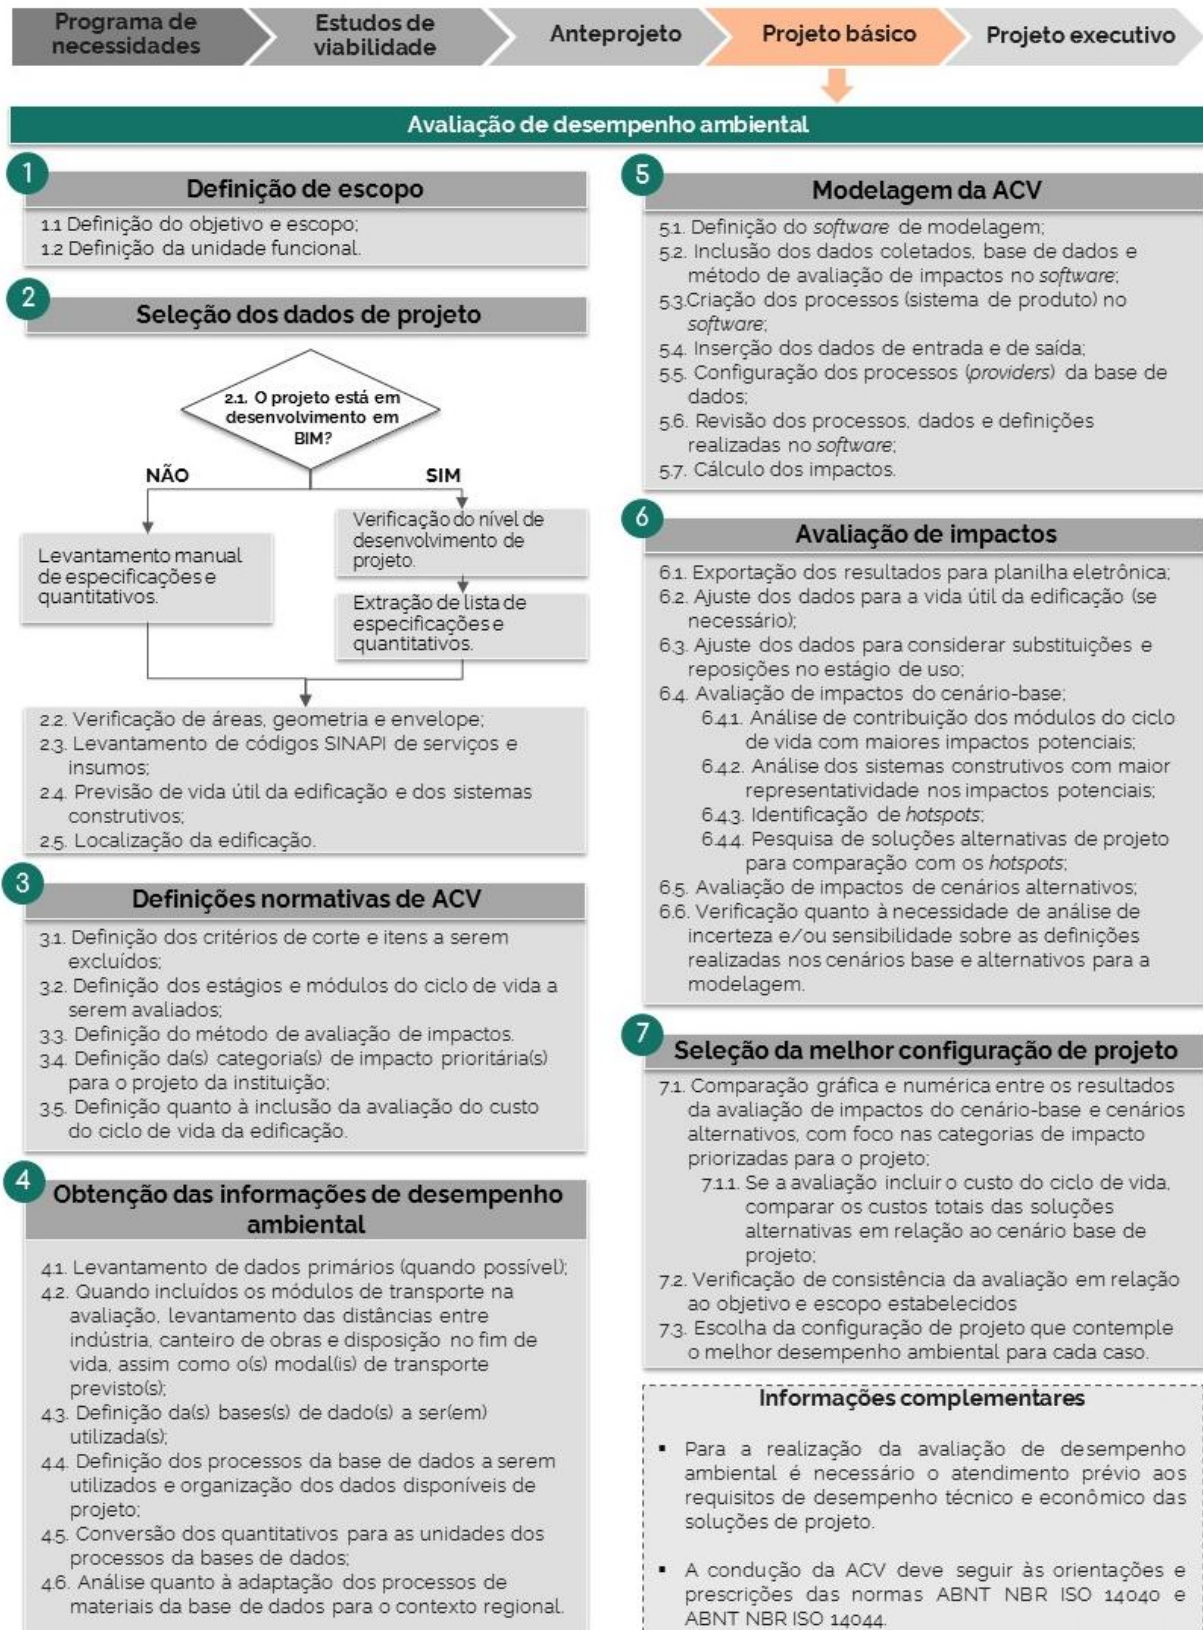 Programa de
necessidades
Estudos de
viabilidade
Anteprojeto
Projeto básico
Projeto executivo
Avaliação de desempenho ambiental
1
Definição de escopo
1.1 Definição do objetivo e escopo;
1.2 Definição da unidade funcional.
2
Seleção dos dados de projeto
2.1. O projeto está em
desenvolvimento em
BIM?
NÃO
SIM
Levantamento manual
de especificações e
quantitativos.
Verificação do nível de
desenvolvimento de
projeto.
Extração de lista de
especificações e
quantitativos.
2.2. Verificação de áreas, geometria e envelope;
2.3. Levantamento de códigos SINAPI de serviços e
insumos;
2.4. Previsão de vida útil da edificação e dos sistemas
construtivos;
2.5. Localização da edificação.
3
Definições normativas de ACV
3.1. Definição dos critérios de corte e itens a serem
excluídos;
3.2. Definição dos estágios e módulos do ciclo de vida a
serem avaliados;
3.3. Definição do método de avaliação de impactos.
3.4. Definição da(s) categoria(s) de impacto prioritária(s)
para o projeto da instituição;
3.5. Definição quanto à inclusão da avaliação do custo
do ciclo de vida da edificação.
4
Obtenção das informações de desempenho
ambiental
4.1. Levantamento de dados primários (quando possível);
4.2. Quando incluídos os módulos de transporte na
avaliação, levantamento das distâncias entre
indústria, canteiro de obras e disposição no fim de
vida, assim como o(s) modal(is) de transporte
previsto(s);
4.3. Definição da(s) bases(s) de dado(s) a ser(em)
utilizada(s);
4.4. Definição dos processos da base de dados a serem
utilizados e organização dos dados disponíveis de
projeto;
4.5. Conversão dos quantitativos para as unidades dos
processos da bases de dados;
4.6. Análise quanto à adaptação dos processos de
materiais da base de dados para o contexto regional.
5
Modelagem da ACV
5.1. Definição do software de modelagem;
5.2. Inclusão dos dados coletados, base de dados e
método de avaliação de impactos no software;
5.3.Criação dos processos (sistema de produto) no
software;
5.4. Inserção dos dados de entrada e de saída;
5.5. Configuração dos processos (providers) da base de
dados;
5.6. Revisão dos processos, dados e definições
realizadas no software;
5.7. Cálculo dos impactos.
6
Avaliação de impactos
6.1. Exportação dos resultados para planilha eletrônica;
6.2. Ajuste dos dados para a vida útil da edificação (se
necessário);
6.3. Ajuste dos dados para considerar substituições e
reposições no estágio de uso;
6.4. Avaliação de impactos do cenário-base;
6.4.1. Análise de contribuição dos módulos do ciclo
de vida com maiores impactos potenciais;
6.4.2. Análise dos sistemas construtivos com maior
representatividade nos impactos potenciais;
6.4.3. Identificação de hotspots;
6.4.4. Pesquisa de soluções alternativas de projeto
para comparação com os hotspots;
6.5. Avaliação de impactos de cenários alternativos;
6.6. Verificação quanto à necessidade de análise de
incerteza e/ou sensibilidade sobre as definições
realizadas nos cenários base e alternativos para a
modelagem.
7
Seleção da melhor configuração de projeto
7.1. Comparação gráfica e numérica entre os resultados
da avaliação de impactos do cenário-base e cenários
alternativos, com foco nas categorias de impacto
priorizadas para o projeto;
7.1.1. Se a avaliação incluir o custo do ciclo de vida,
comparar os custos totais das soluções
alternativas em relação ao cenário base de
projeto;
7.2. Verificação de consistência da avaliação em relação
ao objetivo e escopo estabelecidos
7.3. Escolha da configuração de projeto que contemple
o melhor desempenho ambiental para cada caso.
Informações complementares
▪ Para a realização da avaliação de desempenho
ambiental é necessário o atendimento prévio aos
requisitos de desempenho técnico e econômico das
soluções de projeto.
▪ A condução da ACV deve seguir às orientações e
prescrições das normas ABNT NBR ISO 14040 e
ABNT NBR ISO 14044.